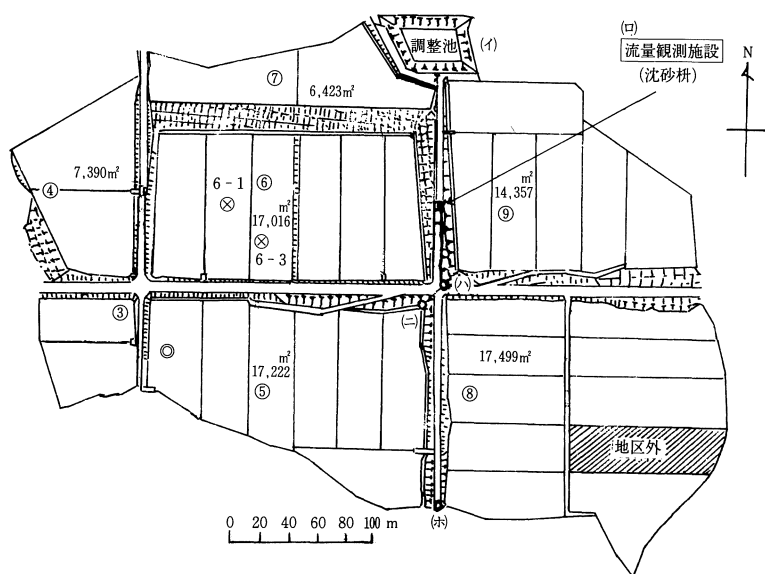 (イ)
調整池
(ロ)
流量観測施設
(沈砂枡)
N
⑦
6,423㎡
④
7,390㎡
6-1
⊗
⑥
㎡
17,016
⊗
6-3
㎡
14,357
⑨
(ハ)
(ニ)
③
◎
㎡
17,222
⑤
17,499㎡
⑧
地区外
(ホ)
0 20 40 60 80 100 m